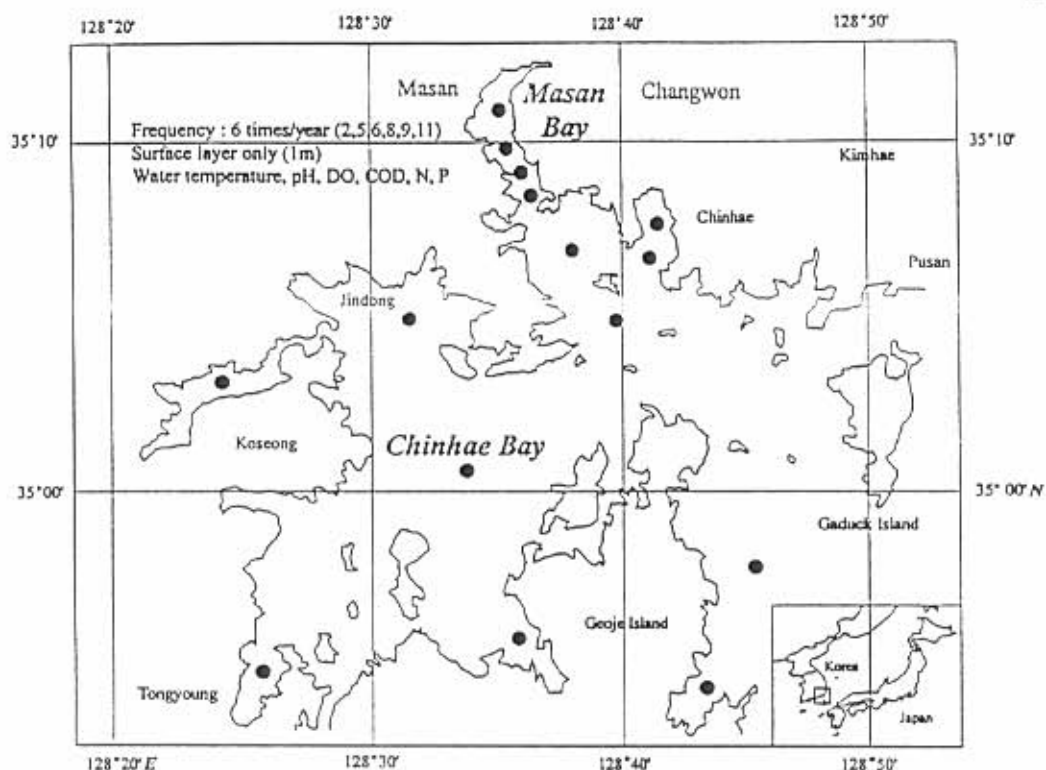 128°20' 128°30' 128°40' 128°50'
Masan
Masan
Bay
Changwon
35°10'
Frequency : 6 times/year (2,5,6,8,9,11)
Surface layer only (1m)
Water temperature, pH, DO, COD, N, P
35°10'
Kimhae
Chinhae
Pusan
Jindong
Koseong
Chinhae Bay
35°00'
35°00' N
Gaduck Island
Geoje Island
Tongyoung
Korea
Japan
128°20' E 128°30' 128°40' 128°50'